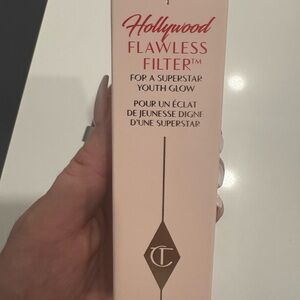 Hollywood
FLAWLESS
FILTER™
FOR A SUPERSTAR
YOUTH GLOW
POUR UN ÉCLAT
DE JEUNESSE DIGNE
D'UNE SUPERSTAR
CT